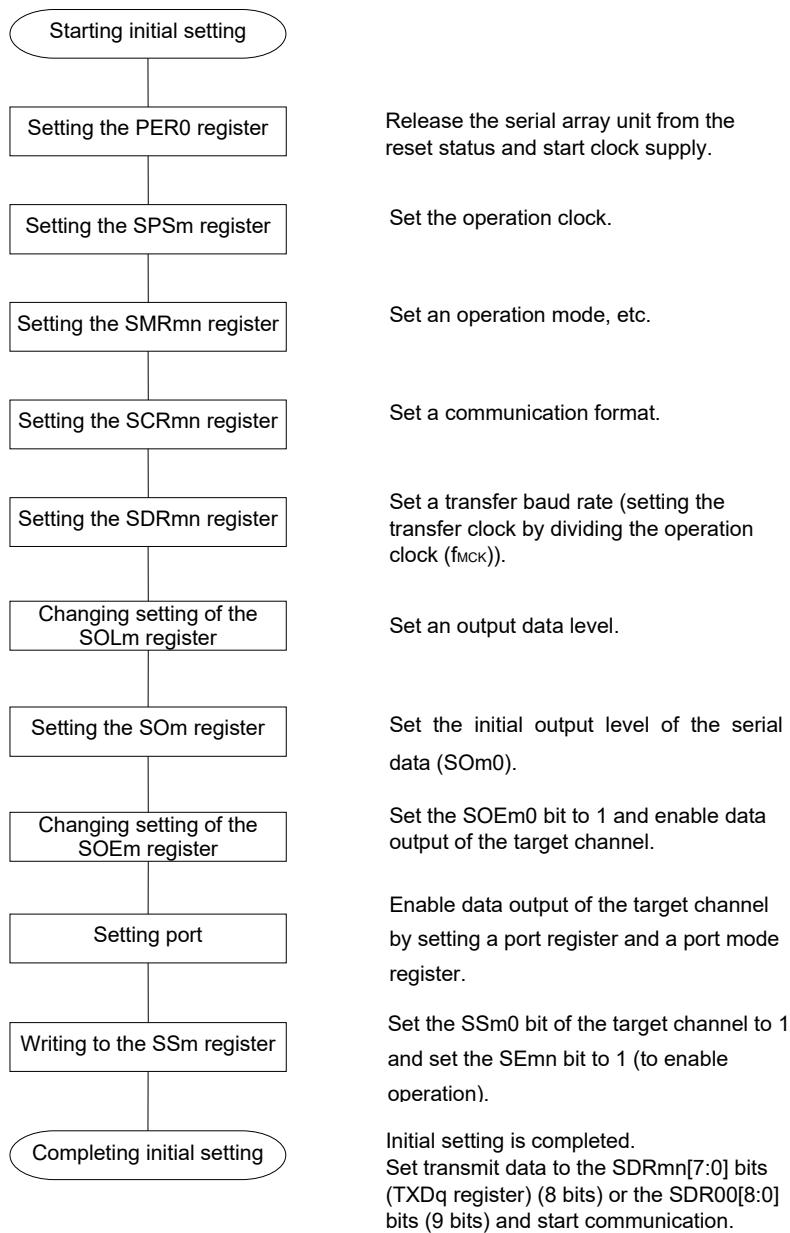 Starting initial setting
Setting the PER0 register
Release the serial array unit from the
reset status and start clock supply.
Setting the SPSm register
Set the operation clock.
Setting the SMRmn register
Set an operation mode, etc.
Setting the SCRmn register
Set a communication format.
Setting the SDRmn register
Set a transfer baud rate (setting the
transfer clock by dividing the operation
clock (fMCK)).
Changing setting of the
SOLm register
Set an output data level.
Setting the SOm register
Set the initial output level of the serial
data (SOm0).
Changing setting of the
SOEm register
Set the SOEm0 bit to 1 and enable data
output of the target channel.
Setting port
Enable data output of the target channel
by setting a port register and a port mode
register.
Writing to the SSm register
Set the SSm0 bit of the target channel to 1
and set the SEmn bit to 1 (to enable
operation).
Completing initial setting
Initial setting is completed.
Set transmit data to the SDRmn[7:0] bits
(TXDq register) (8 bits) or the SDR00[8:0]
bits (9 bits) and start communication.